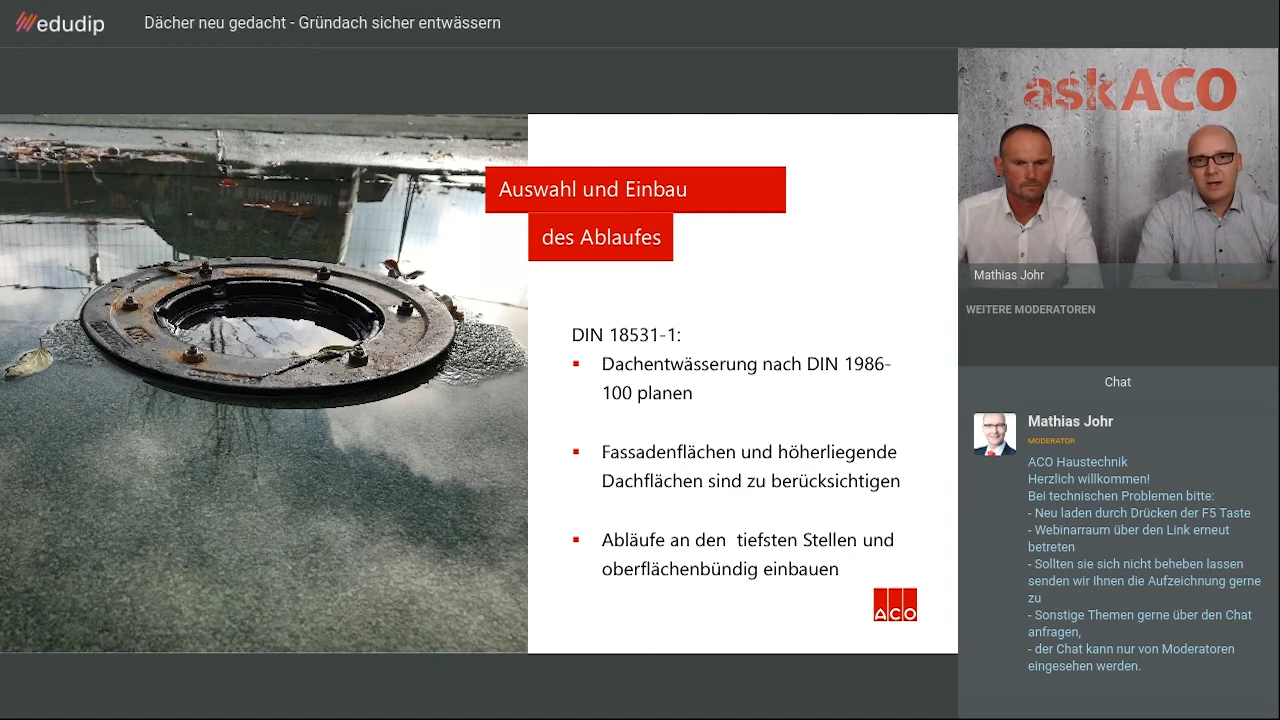 edudip
Dächer neu gedacht - Gründach sicher entwässern
askACO
Mathias Johr
WEITERE MODERATOREN
Auswahl und Einbau
des Ablaufes
DIN 18531-1:
Dachentwässerung nach DIN 1986-
100 planen
Fassadenflächen und höherliegende
Dachflächen sind zu berücksichtigen
Abläufe an den  tiefsten Stellen und
oberflächenbündig einbauen
ACO
Chat
Mathias Johr
MODERATOR
ACO Haustechnik
Herzlich willkommen!
Bei technischen Problemen bitte:
- Neu laden durch Drücken der F5 Taste
- Webinarraum über den Link erneut
betreten
- Sollten sie sich nicht beheben lassen
senden wir Ihnen die Aufzeichnung gerne
zu
- Sonstige Themen gerne über den Chat
anfragen,
- der Chat kann nur von Moderatoren
eingesehen werden.